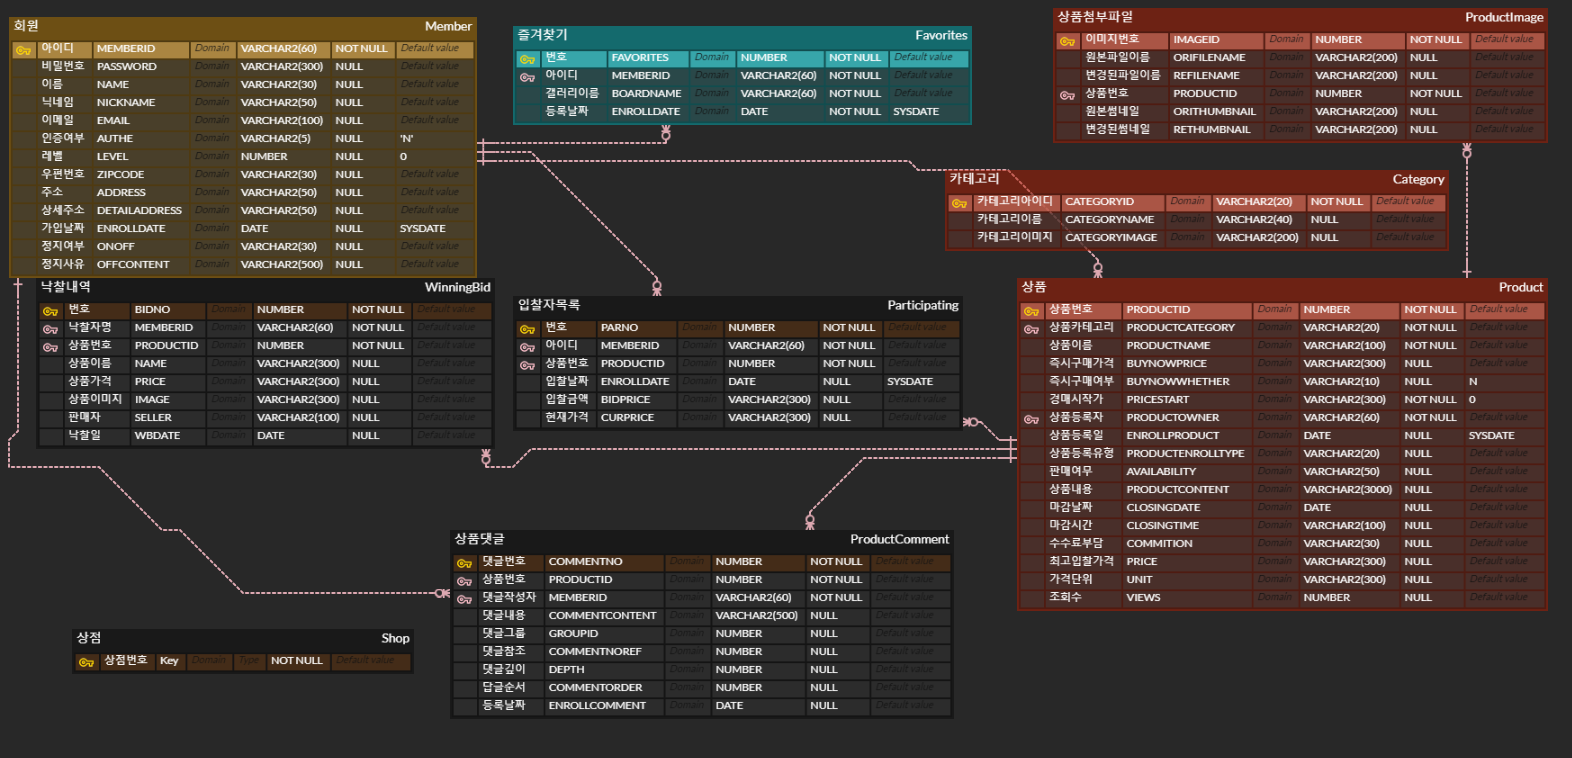 회원 Member
아이디 MEMBERID Domain VARCHAR2(60) NOT NULL Default value
비밀번호 PASSWORD Domain VARCHAR2(300) NULL Default value
이름 NAME Domain VARCHAR2(30) NULL Default value
닉네임 NICKNAME Domain VARCHAR2(50) NULL Default value
이메일 EMAIL Domain VARCHAR2(100) NULL Default value
인증여부 AUTHE Domain VARCHAR2(5) NULL 'N'
레벨 LEVEL Domain NUMBER NULL 0
우편번호 ZIPCODE Domain VARCHAR2(30) NULL Default value
주소 ADDRESS Domain VARCHAR2(50) NULL Default value
상세주소 DETAILADDRESS Domain VARCHAR2(50) NULL Default value
가입날짜 ENROLLDATE Domain DATE NULL SYSDATE
정지여부 ONOFF Domain VARCHAR2(30) NULL Default value
정지사유 OFFCONTENT Domain VARCHAR2(500) NULL Default value
즐겨찾기 Favorites
번호 FAVORITES Domain NUMBER NOT NULL Default value
아이디 MEMBERID Domain VARCHAR2(60) NOT NULL Default value
갤러리이름 BOARDNAME Domain VARCHAR2(60) NOT NULL Default value
등록날짜 ENROLLDATE Domain DATE NOT NULL SYSDATE
상품첨부파일 ProductImage
이미지번호 IMAGEID Domain NUMBER NOT NULL Default value
원본파일이름 ORIFILENAME Domain VARCHAR2(200) NULL Default value
변경된파일이름 REFILENAME Domain VARCHAR2(200) NULL Default value
상품번호 PRODUCTID Domain NUMBER NOT NULL Default value
원본썸네일 ORITHUMBNAIL Domain VARCHAR2(200) NULL Default value
변경된썸네일 RETHUMBNAIL Domain VARCHAR2(200) NULL Default value
카테고리 Category
카테고리아이디 CATEGORYID Domain VARCHAR2(20) NOT NULL Default value
카테고리이름 CATEGORYNAME Domain VARCHAR2(40) NULL Default value
카테고리이미지 CATEGORYIMAGE Domain VARCHAR2(200) NULL Default value
낙찰내역 WinningBid
번호 BIDNO Domain NUMBER NOT NULL Default value
낙찰자명 MEMBERID Domain VARCHAR2(60) NOT NULL Default value
상품번호 PRODUCTID Domain NUMBER NOT NULL Default value
상품이름 NAME Domain VARCHAR2(300) NULL Default value
상품가격 PRICE Domain VARCHAR2(300) NULL Default value
상품이미지 IMAGE Domain VARCHAR2(300) NULL Default value
판매자 SELLER Domain VARCHAR2(100) NULL Default value
낙찰일 WBDATE Domain DATE NULL Default value
입찰자목록 Participating
번호 PARNO Domain NUMBER NOT NULL Default value
아이디 MEMBERID Domain VARCHAR2(60) NOT NULL Default value
상품번호 PRODUCTID Domain NUMBER NOT NULL Default value
입찰날짜 ENROLLDATE Domain DATE NULL SYSDATE
입찰금액 BIDPRICE Domain VARCHAR2(300) NULL Default value
현재가격 CURPRICE Domain VARCHAR2(300) NULL Default value
상품 Product
상품번호 PRODUCTID Domain NUMBER NOT NULL Default value
상품카테고리 PRODUCTCATEGORY Domain VARCHAR2(20) NOT NULL Default value
상품이름 PRODUCTNAME Domain VARCHAR2(100) NOT NULL Default value
즉시구매가격 BUYNOWPRICE Domain VARCHAR2(300) NULL Default value
즉시구매여부 BUYNOWWHETHER Domain VARCHAR2(10) NULL N
경매시작가 PRICESTART Domain VARCHAR2(300) NOT NULL 0
상품등록자 PRODUCTOWNER Domain VARCHAR2(60) NOT NULL Default value
상품등록일 ENROLLPRODUCT Domain DATE NULL SYSDATE
상품등록유형 PRODUCTENROLLTYPE Domain VARCHAR2(20) NULL Default value
판매여무 AVAILABILITY Domain VARCHAR2(50) NULL Default value
상품내용 PRODUCTCONTENT Domain VARCHAR2(3000) NULL Default value
마감날짜 CLOSINGDATE Domain DATE NULL Default value
마감시간 CLOSINGTIME Domain VARCHAR2(100) NULL Default value
수수료부담 COMMITION Domain VARCHAR2(30) NULL Default value
최고입찰가격 PRICE Domain VARCHAR2(300) NULL Default value
가격단위 UNIT Domain VARCHAR2(300) NULL Default value
조회수 VIEWS Domain NUMBER NULL Default value
상품댓글 ProductComment
댓글번호 COMMENTNO Domain NUMBER NOT NULL Default value
상품번호 PRODUCTID Domain NUMBER NOT NULL Default value
댓글작성자 MEMBERID Domain VARCHAR2(60) NOT NULL Default value
댓글내용 COMMENTCONTENT Domain VARCHAR2(500) NULL Default value
댓글그룹 GROUPID Domain NUMBER NULL Default value
댓글참조 COMMENTNOREF Domain NUMBER NULL Default value
댓글깊이 DEPTH Domain NUMBER NULL Default value
답글순서 COMMENTORDER Domain NUMBER NULL Default value
등록날짜 ENROLLCOMMENT Domain DATE NULL Default value
상점 Shop
상점번호 Key Domain Type NOT NULL Default value